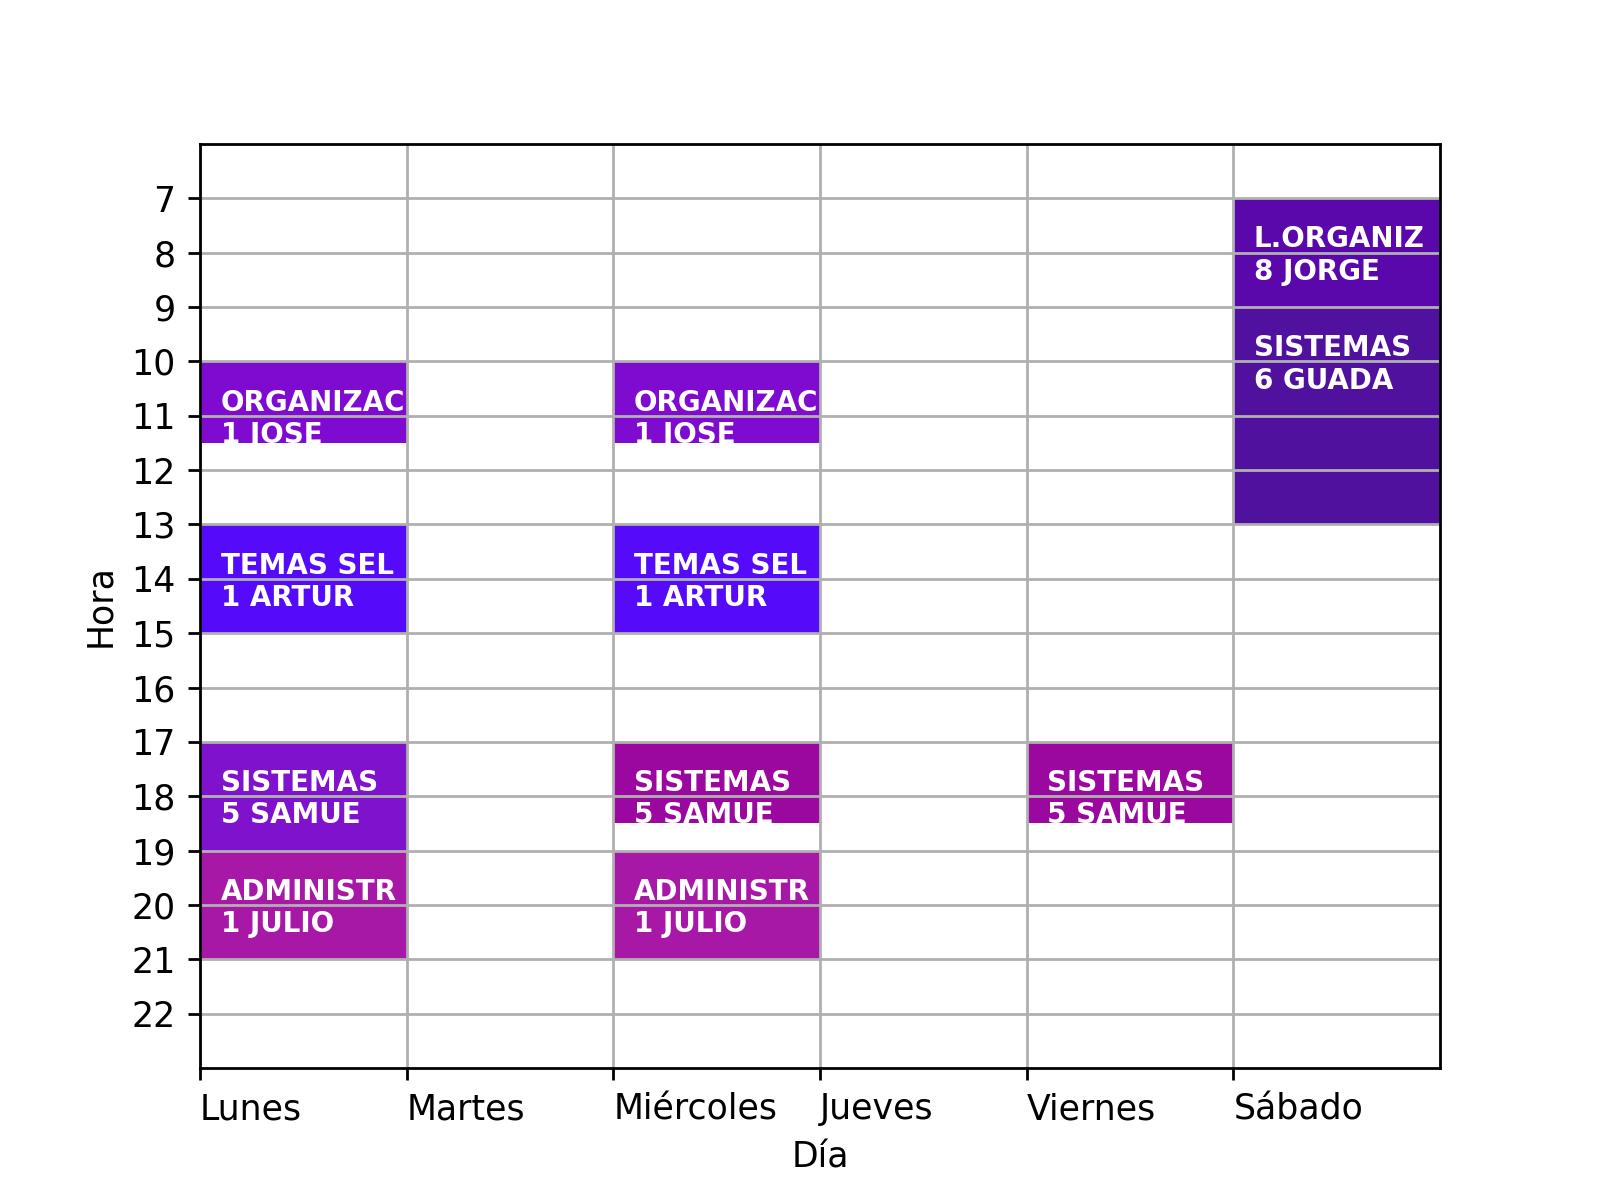 7
8
9
10
11
12
13
14
15
16
17
18
19
20
21
22
Hora
ORGANIZAC
1 JOSE
TEMAS SEL
1 ARTUR
SISTEMAS
5 SAMUE
ADMINISTR
1 JULIO
ORGANIZAC
1 JOSE
TEMAS SEL
1 ARTUR
SISTEMAS
5 SAMUE
ADMINISTR
1 JULIO
SISTEMAS
5 SAMUE
L.ORGANIZ
8 JORGE
SISTEMAS
6 GUADA
Lunes
Martes
Miércoles
Jueves
Viernes
Sábado
Día